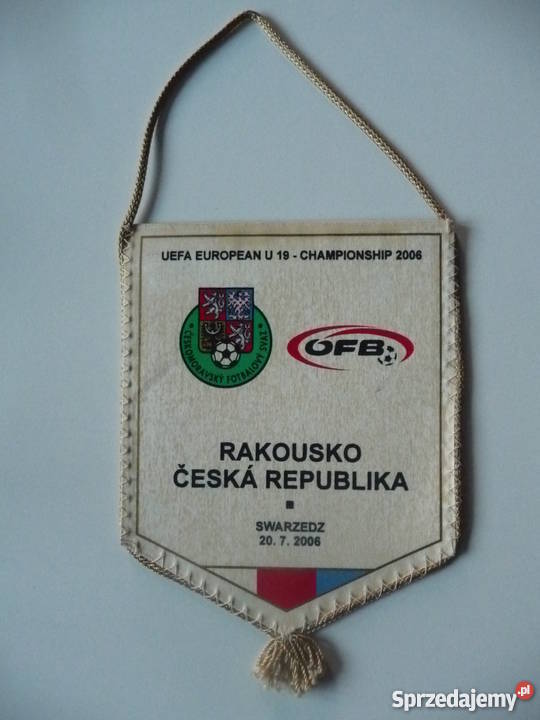 UEFA EUROPEAN U 19 - CHAMPIONSHIP 2006
ČESKOMORAVSKÝ FOTBALOVÝ SVAZ
ÖFB
RAKOUSKO
ČESKÁ REPUBLIKA
SWARZEDZ
20. 7. 2006
Sprzedajemy.pl